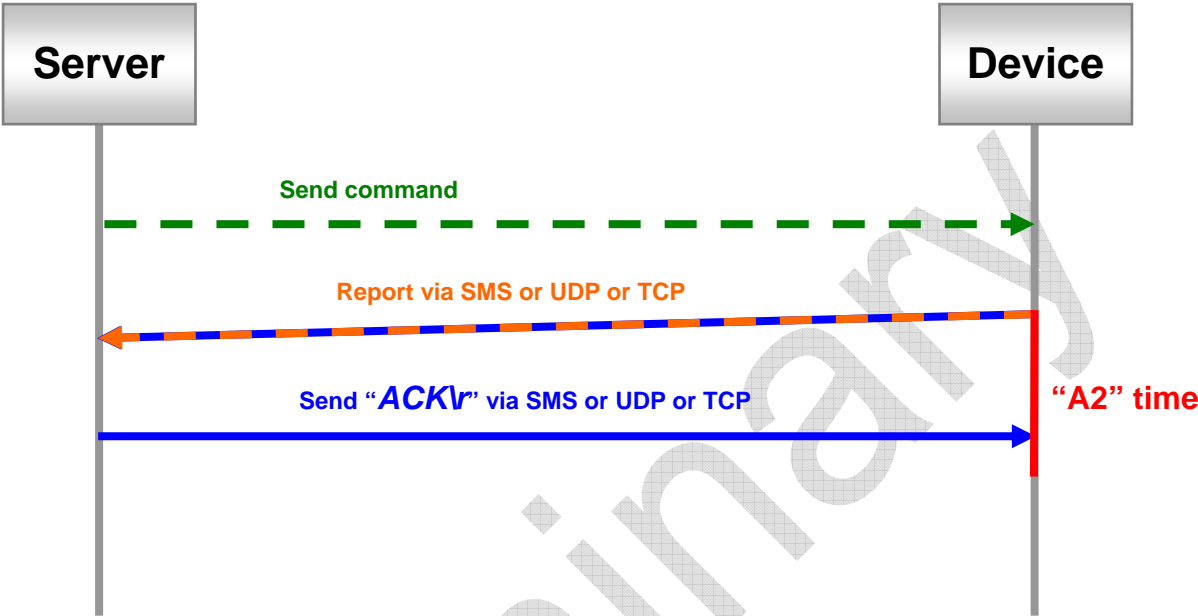 Server
Device
Send command
Report via SMS or UDP or TCP
Send “ACK\r” via SMS or UDP or TCP
“A2” time
inary